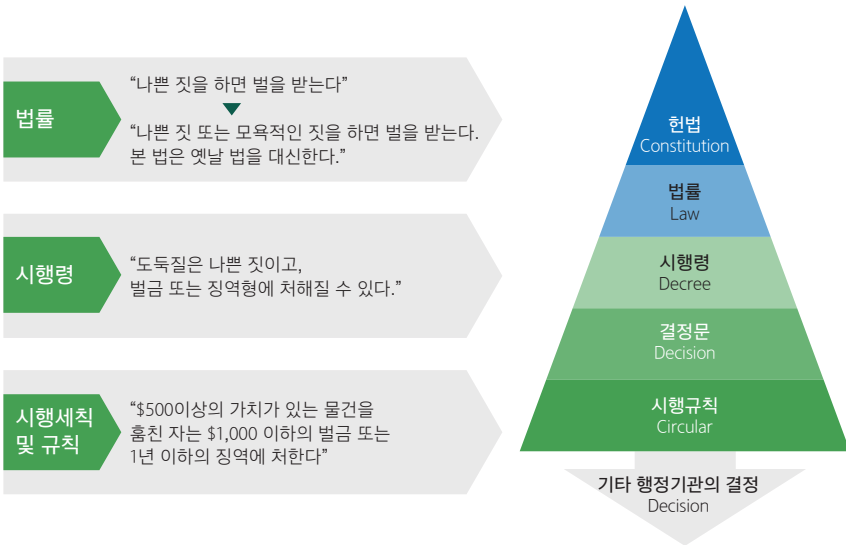 법률
“나쁜 짓을 하면 벌을 받는다”
“나쁜 짓 또는 모욕적인 짓을 하면 벌을 받는다.
본 법은 옛날 법을 대신한다.”
시행령
“도둑질은 나쁜 짓이고,
벌금 또는 징역형에 처해질 수 있다.”
시행세칙
및 규칙
“$500이상의 가치가 있는 물건을
훔친 자는 $1,000 이하의 벌금 또는
1년 이하의 징역에 처한다”
헌법
Constitution
법률
Law
시행령
Decree
결정문
Decision
시행규칙
Circular
기타 행정기관의 결정
Decision